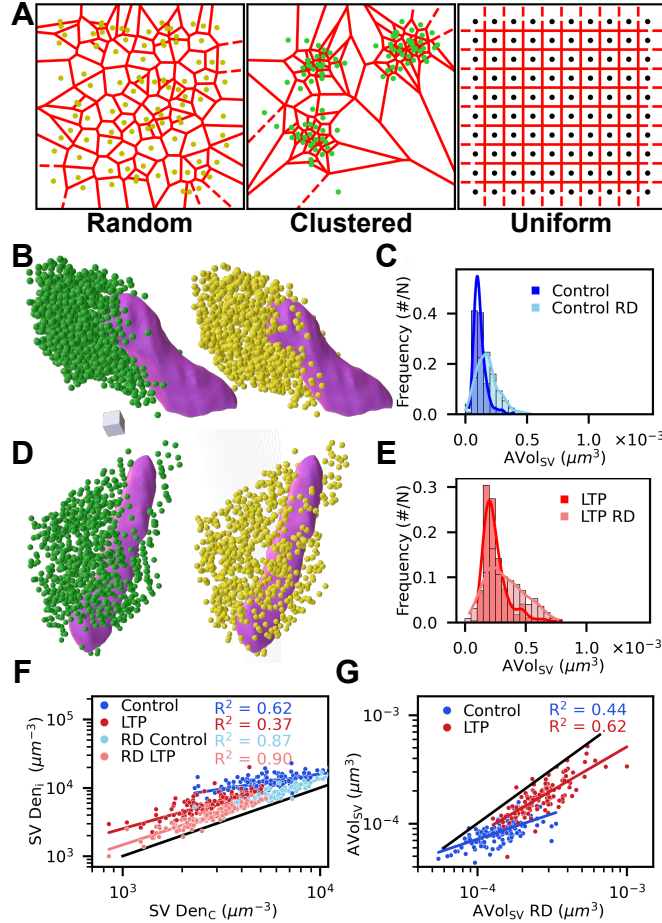 A
Random Clustered Uniform
B
C
Frequency (#/N)
0.4
0.2
0.0
Control
Control RD
0.0 0.5 1.0 ×10⁻³
AVol_SV (μm³)
D
E
Frequency (#/N)
0.3
0.2
0.1
0.0
LTP
LTP RD
0.0 0.5 1.0 ×10⁻³
AVol_SV (μm³)
F
SV Den_i (μm⁻³)
10⁵
10⁴
10³
Control R² = 0.62
LTP R² = 0.37
RD Control R² = 0.87
RD LTP R² = 0.90
10³ 10⁴
SV Den_C (μm⁻³)
G
AVol_SV (μm³)
10⁻³
10⁻⁴
Control R² = 0.44
LTP R² = 0.62
10⁻⁴ 10⁻³
AVol_SV RD (μm³)